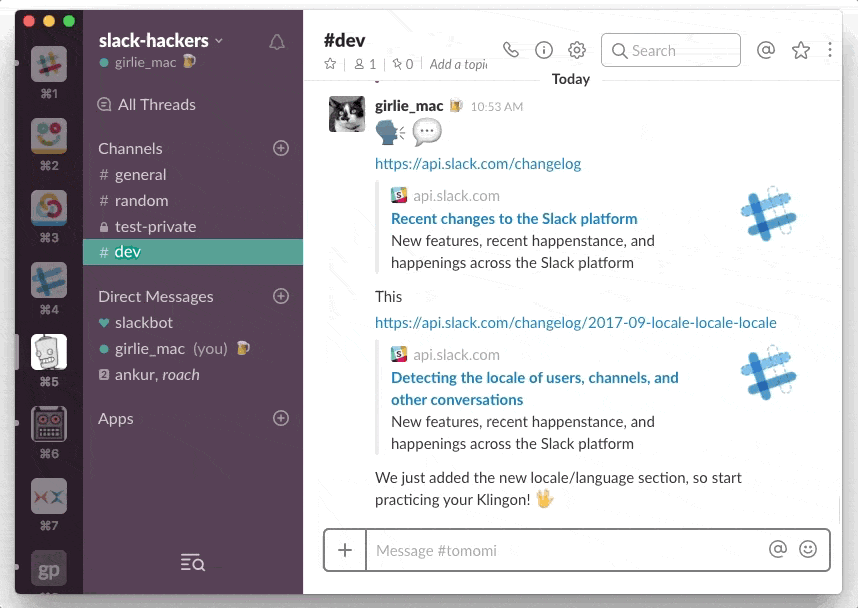 ⌘1
⌘2
⌘3
⌘4
⌘5
⌘6
⌘7
gp
slack-hackers
girlie_mac
All Threads
Channels
# general
# random
test-private
# dev
Direct Messages
slackbot
girlie_mac (you)
2 ankur, roach
Apps
#dev
1
0
Add a topi
Search
Today
girlie_mac 10:53 AM
https://api.slack.com/changelog
api.slack.com
Recent changes to the Slack platform
New features, recent happenstance, and
happenings across the Slack platform
This
https://api.slack.com/changelog/2017-09-locale-locale-locale
api.slack.com
Detecting the locale of users, channels, and
other conversations
New features, recent happenstance, and
happenings across the Slack platform
We just added the new locale/language section, so start
practicing your Klingon! 🖖
Message #tomomi